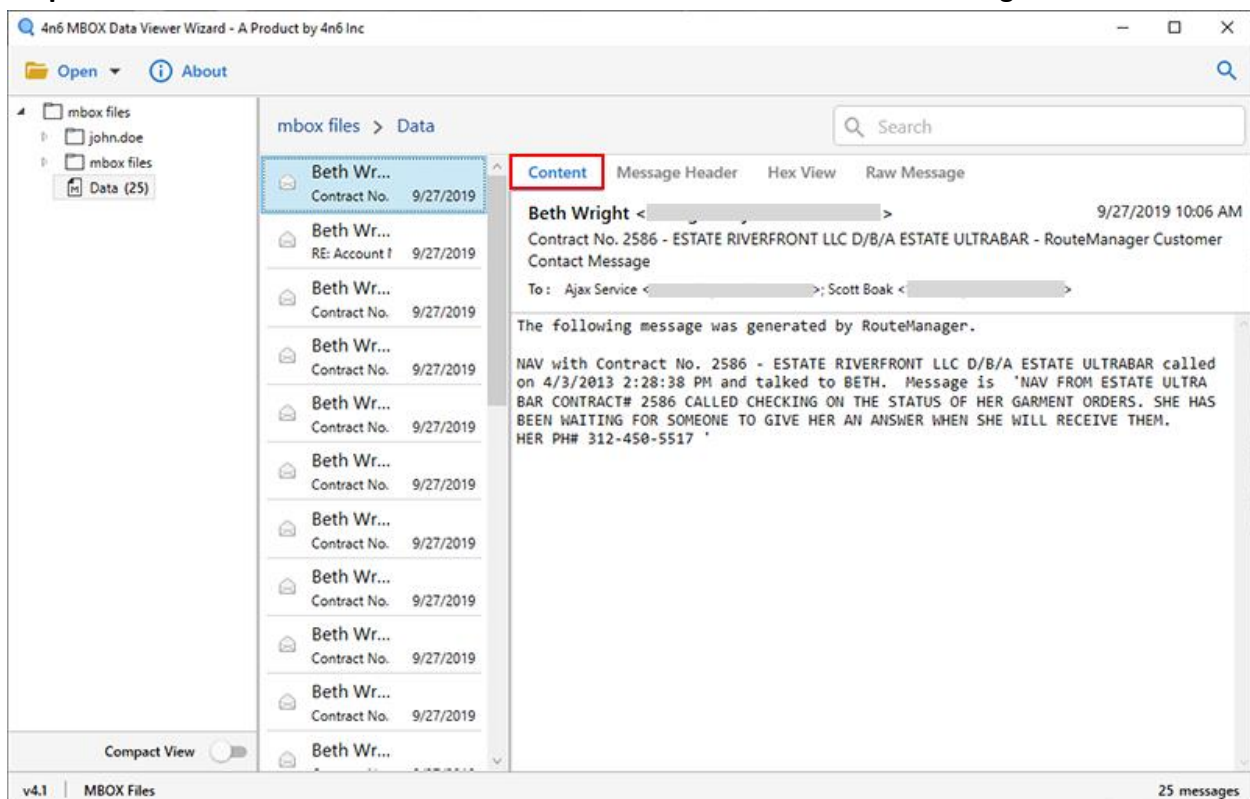 4n6 MBOX Data Viewer Wizard - A Product by 4n6 Inc
Open
About
mbox files
john.doe
mbox files
Data (25)
Compact View
mbox files > Data
Search
Beth Wr...
Contract No. 9/27/2019
Beth Wr...
RE: Account 9/27/2019
Beth Wr...
Contract No. 9/27/2019
Beth Wr...
Contract No. 9/27/2019
Beth Wr...
Contract No. 9/27/2019
Beth Wr...
Contract No. 9/27/2019
Beth Wr...
Contract No. 9/27/2019
Beth Wr...
Contract No. 9/27/2019
Beth Wr...
Contract No. 9/27/2019
Beth Wr...
Contract No. 9/27/2019
Beth Wr...
Content Message Header Hex View Raw Message
Beth Wright < > 9/27/2019 10:06 AM
Contract No. 2586 - ESTATE RIVERFRONT LLC D/B/A ESTATE ULTRABAR - RouteManager Customer
Contact Message
To : Ajax Service < >; Scott Boak < >
The following message was generated by RouteManager.
NAV with Contract No. 2586 - ESTATE RIVERFRONT LLC D/B/A ESTATE ULTRABAR called
on 4/3/2013 2:28:38 PM and talked to BETH. Message is 'NAV FROM ESTATE ULTRA
BAR CONTRACT# 2586 CALLED CHECKING ON THE STATUS OF HER GARMENT ORDERS. SHE HAS
BEEN WAITING FOR SOMEONE TO GIVE HER AN ANSWER WHEN SHE WILL RECEIVE THEM.
HER PH# 312-450-5517 '
v4.1 MBOX Files
25 messages